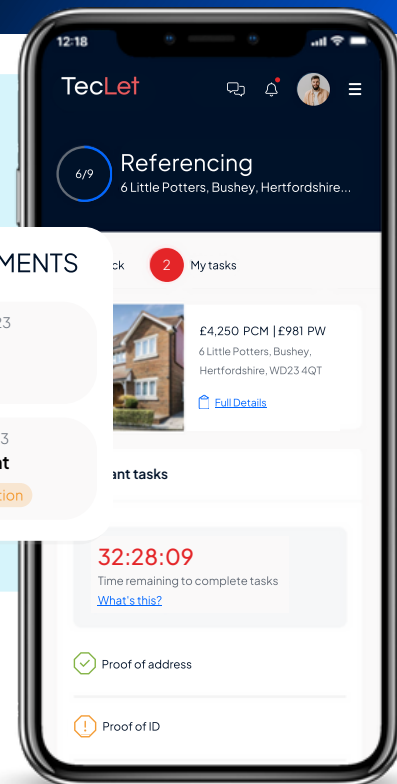 12:18
TecLet
6/9
Referencing
6 Little Potters, Bushey, Hertfordshire...
MENTS
23
3
nt
tion
ck
2
My tasks
£4,250 PCM | £981 PW
6 Little Potters, Bushey,
Hertfordshire, WD23 4QT
Full Details
ant tasks
32:28:09
Time remaining to complete tasks
What's this?
Proof of address
Proof of ID